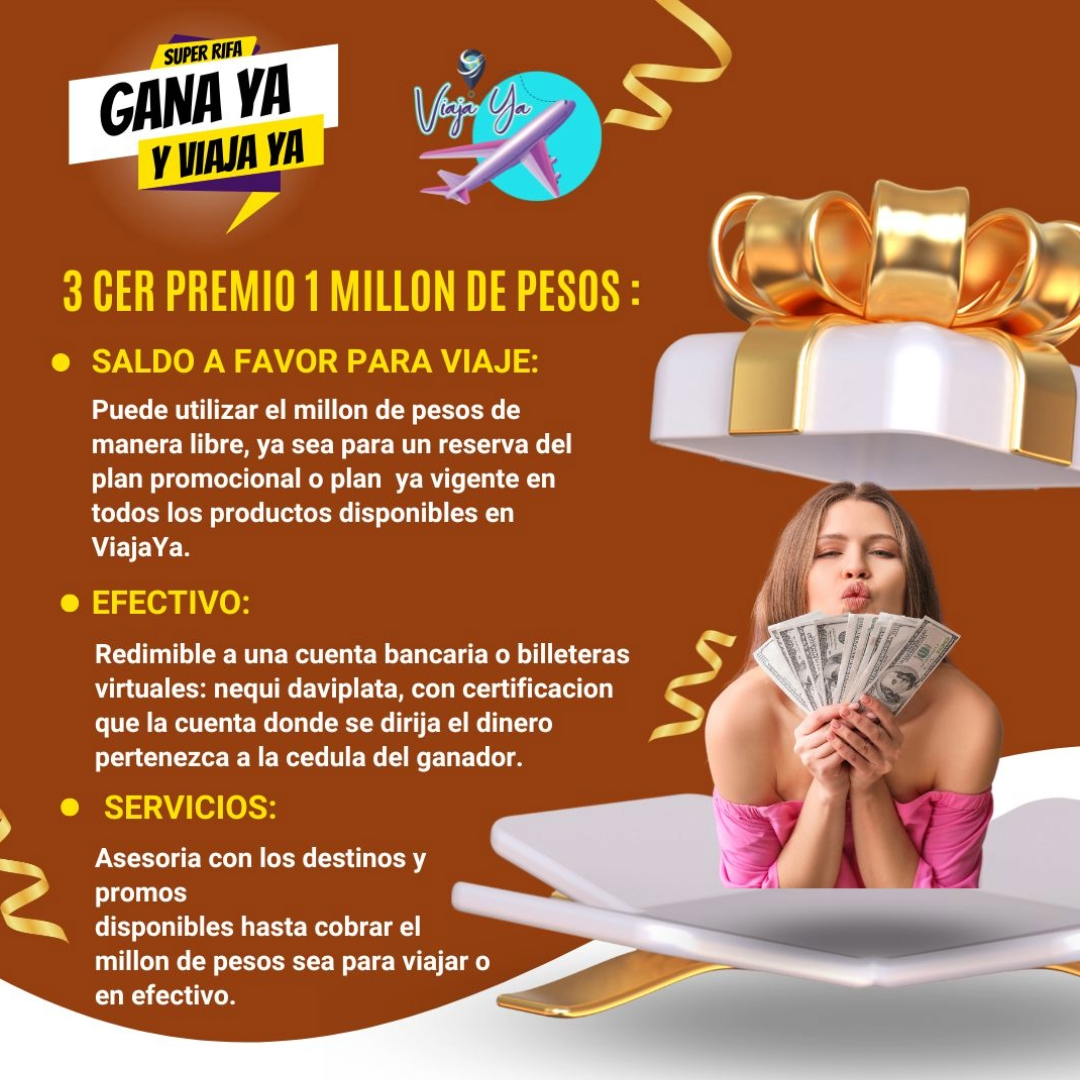 SUPER RIFA
GANA YA
Y VIAJA YA
Viaja Ya
3 CER PREMIO 1 MILLON DE PESOS :
SALDO A FAVOR PARA VIAJE:
Puede utilizar el millon de pesos de
manera libre, ya sea para un reserva del
plan promocional o plan ya vigente en
todos los productos disponibles en
ViajaYa.
EFECTIVO:
Redimible a una cuenta bancaria o billeteras
virtuales: nequi daviplata, con certificacion
que la cuenta donde se dirija el dinero
pertenezca a la cedula del ganador.
SERVICIOS:
Asesoria con los destinos y
promos
disponibles hasta cobrar el
millon de pesos sea para viajar o
en efectivo.